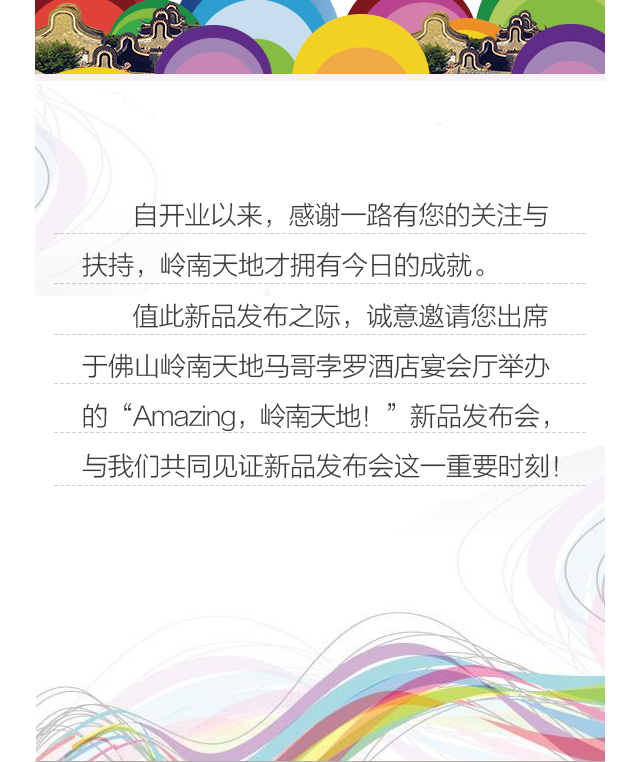 自开业以来，感谢一路有您的关注与
扶持，岭南天地才拥有今日的成就。
值此新品发布之际，诚意邀请您出席
于佛山岭南天地马哥孛罗酒店宴会厅举办
的“Amazing，岭南天地！”新品发布会，
与我们共同见证新品发布会这一重要时刻！